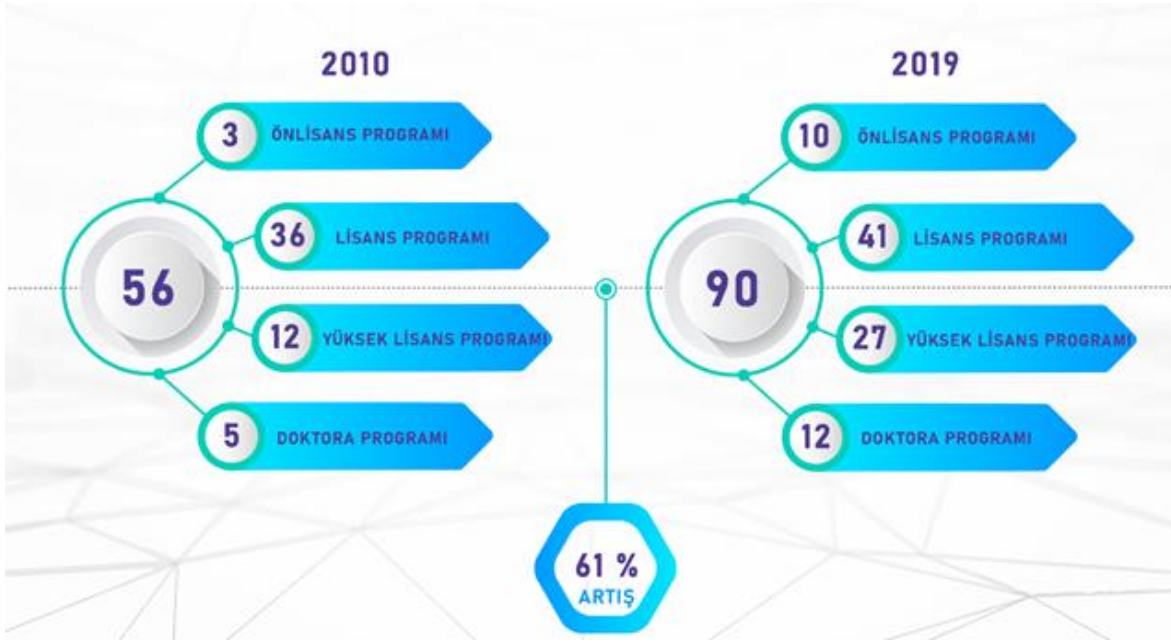 2010
3 ÖNLİSANS PROGRAMI
36 LİSANS PROGRAMI
56
12 YÜKSEK LİSANS PROGRAMI
5 DOKTORA PROGRAMI
2019
10 ÖNLİSANS PROGRAMI
41 LİSANS PROGRAMI
90
27 YÜKSEK LİSANS PROGRAMI
12 DOKTORA PROGRAMI
61 %
ARTIŞ